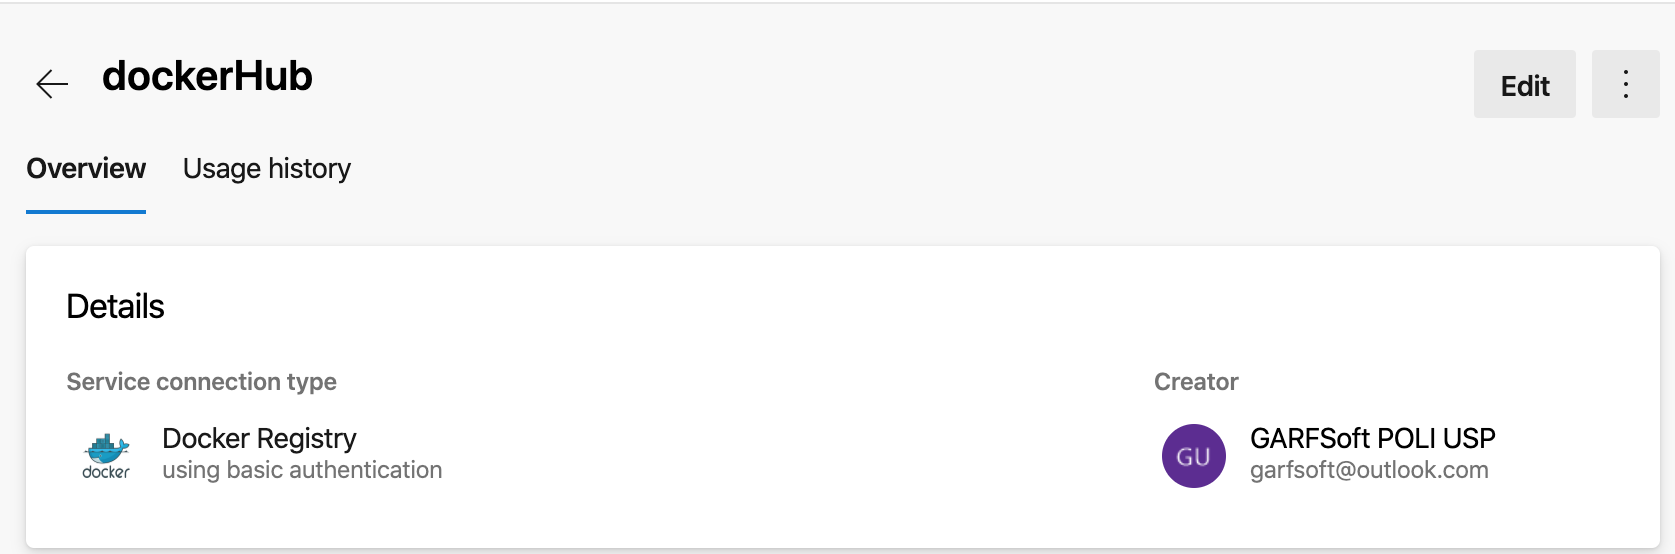 dockerHub
Edit
Overview
Usage history
Details
Service connection type
Creator
docker
Docker Registry
using basic authentication
GU
GARFSoft POLI USP
garfsoft@outlook.com